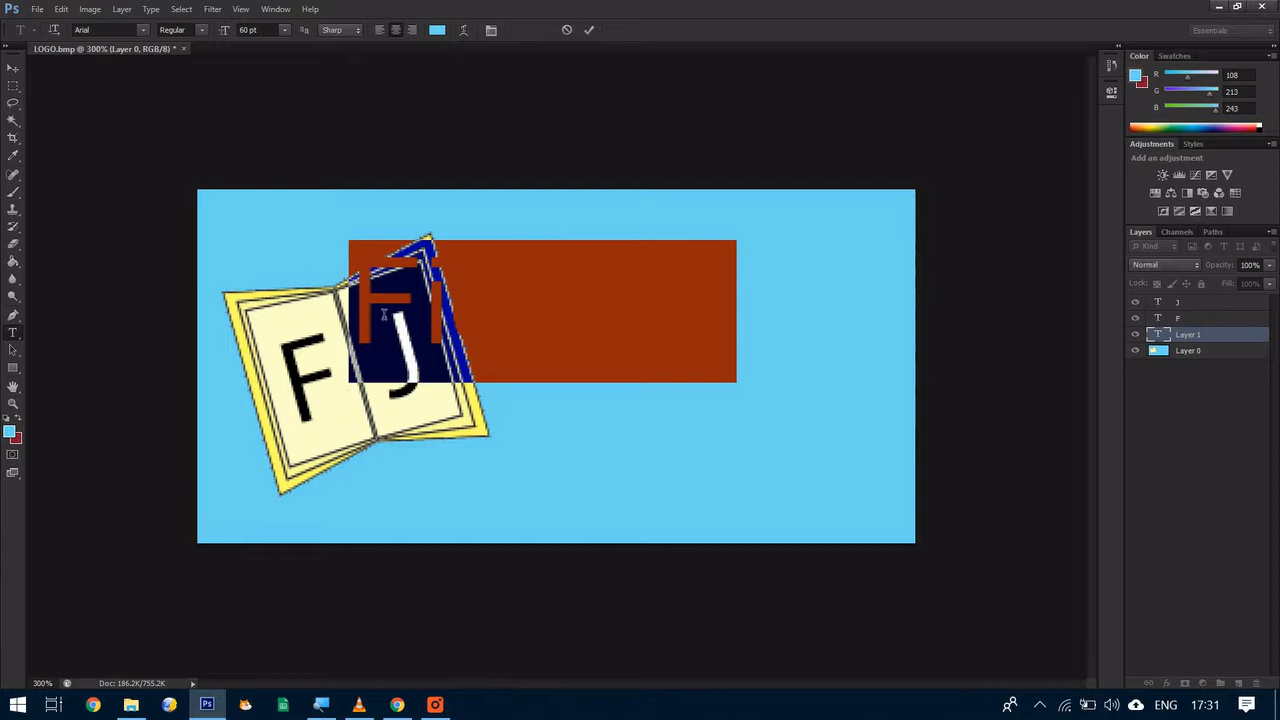 Ps File Edit Image Layer Type Select Filter View Window Help
T Arial Regular 60 pt Sharp Essentials
LOGO.bmp @ 300% (Layer 0, RGB/8) * ×
Color Swatches
R 108
G 213
B 243
Adjustments Styles
Add an adjustment
Layers Channels Paths
Kind
Normal Opacity: 100%
Lock: Fill: 100%
T J
T F
T Layer 1
Layer 0
Fi
F J
300% Doc: 186.2K/755.2K
Ps ENG 17:31